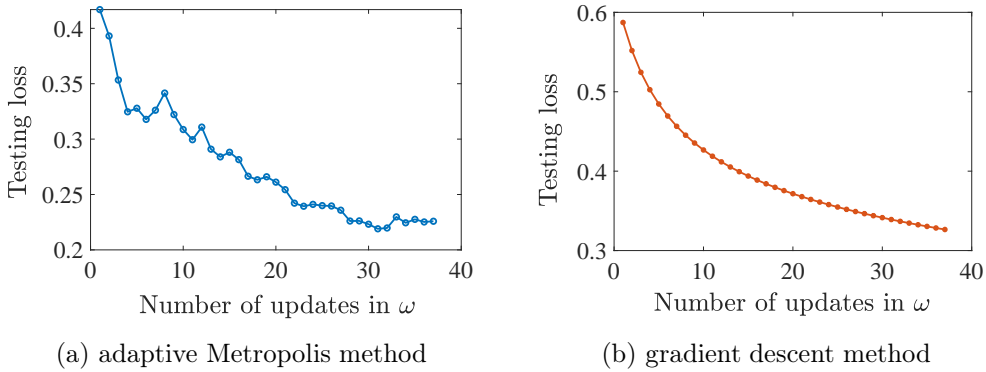 Testing loss
0.4
0.35
0.3
0.25
0.2
0 10 20 30 40
Number of updates in ω
(a) adaptive Metropolis method
Testing loss
0.6
0.5
0.4
0.3
0 10 20 30 40
Number of updates in ω
(b) gradient descent method